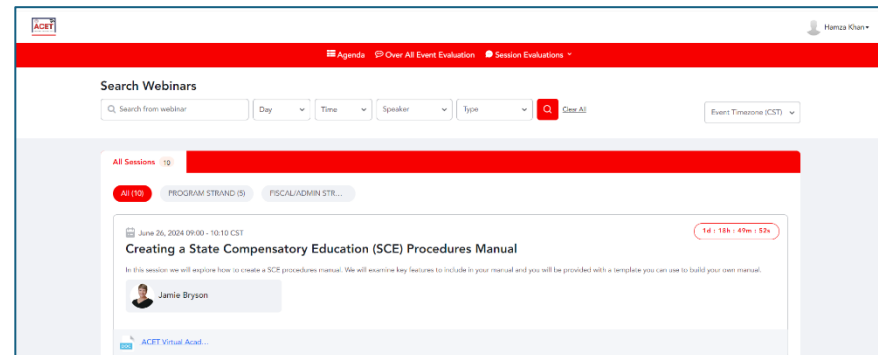 ACET
Hamza Khan
Agenda Over All Event Evaluation Session Evaluations
Search Webinars
Search from webinar Day Time Speaker Type Clear All Event Timezone (CST)
All Sessions 10
All (10) PROGRAM STRAND (5) FISCAL/ADMIN STR...
June 26, 2024 09:00 - 10:10 CST 1d : 18h : 49m : 52s
Creating a State Compensatory Education (SCE) Procedures Manual
In this session we will explore how to create a SCE procedures manual. We will examine key features to include in your manual and you will be provided with a template you can use to build your own manual.
Jamie Bryson
ACET Virtual Acad...